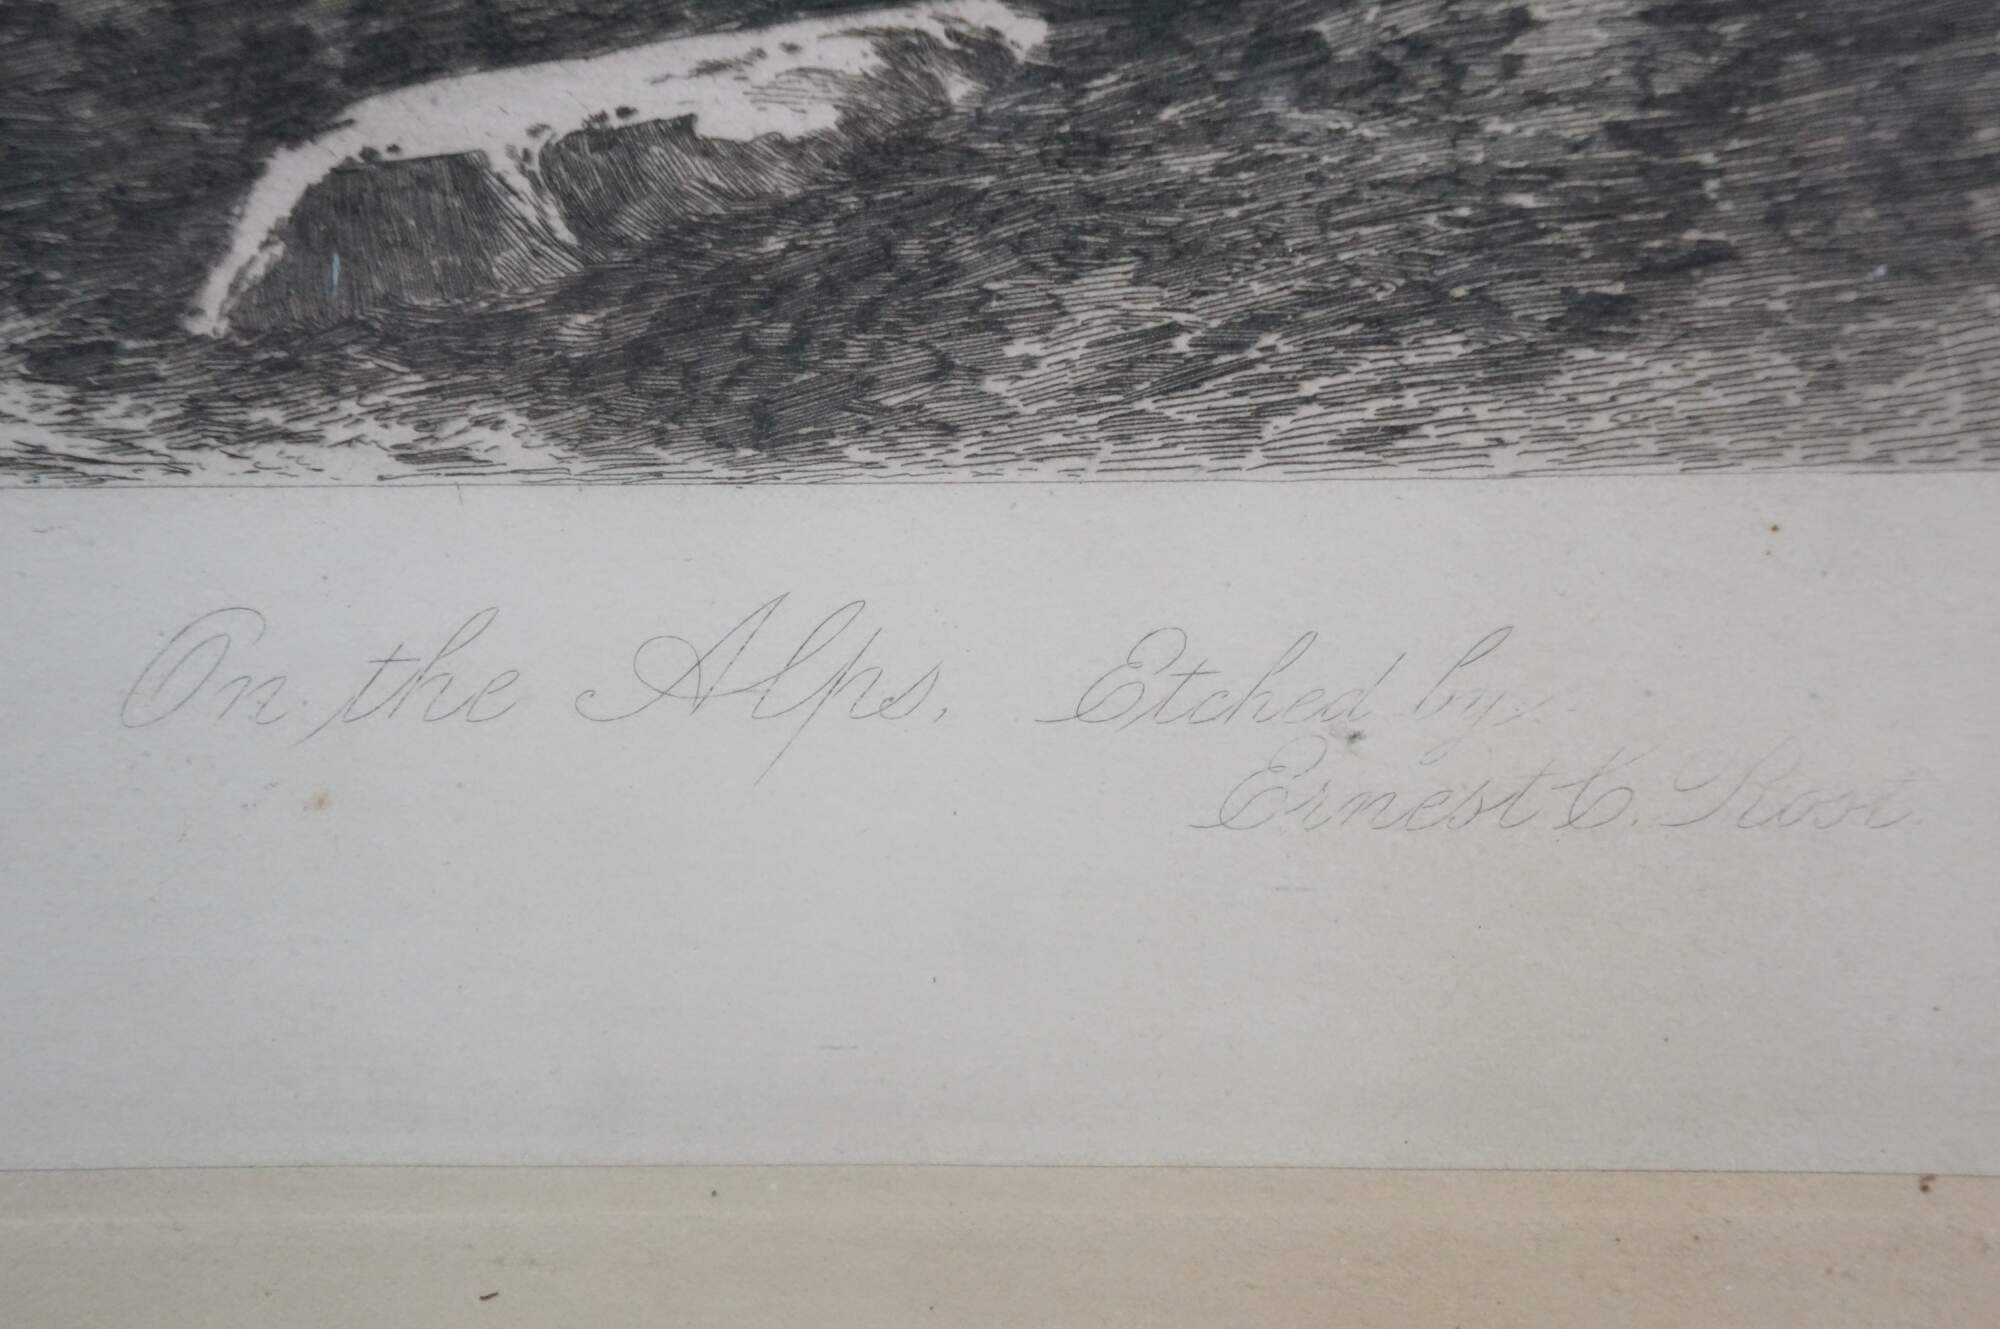 On the Alps. Etched by
Ernest C. Rost.